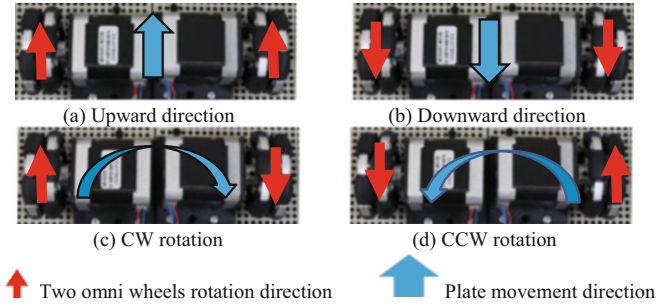 (a) Upward direction
(b) Downward direction
(c) CW rotation
(d) CCW rotation
Two omni wheels rotation direction
Plate movement direction